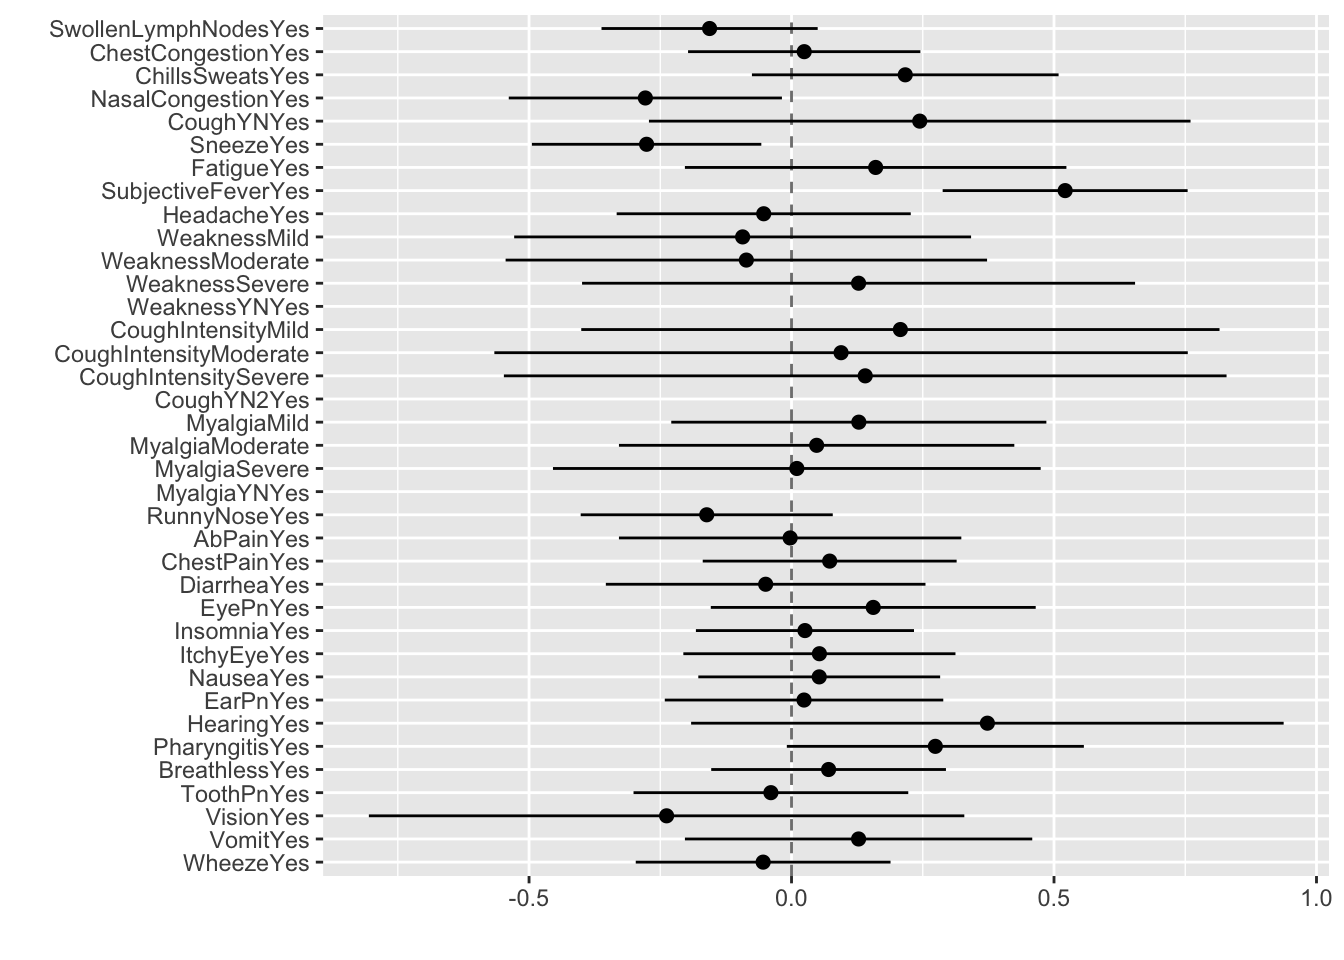 SwollenLymphNodesYes
ChestCongestionYes
ChillsSweatsYes
NasalCongestionYes
CoughYNYes
SneezeYes
FatigueYes
SubjectiveFeverYes
HeadacheYes
WeaknessMild
WeaknessModerate
WeaknessSevere
WeaknessYNYes
CoughIntensityMild
CoughIntensityModerate
CoughIntensitySevere
CoughYN2Yes
MyalgiaMild
MyalgiaModerate
MyalgiaSevere
MyalgiaYNYes
RunnyNoseYes
AbPainYes
ChestPainYes
DiarrheaYes
EyePnYes
InsomniaYes
ItchyEyeYes
NauseaYes
EarPnYes
HearingYes
PharyngitisYes
BreathlessYes
ToothPnYes
VisionYes
VomitYes
WheezeYes
-0.5 0.0 0.5 1.0